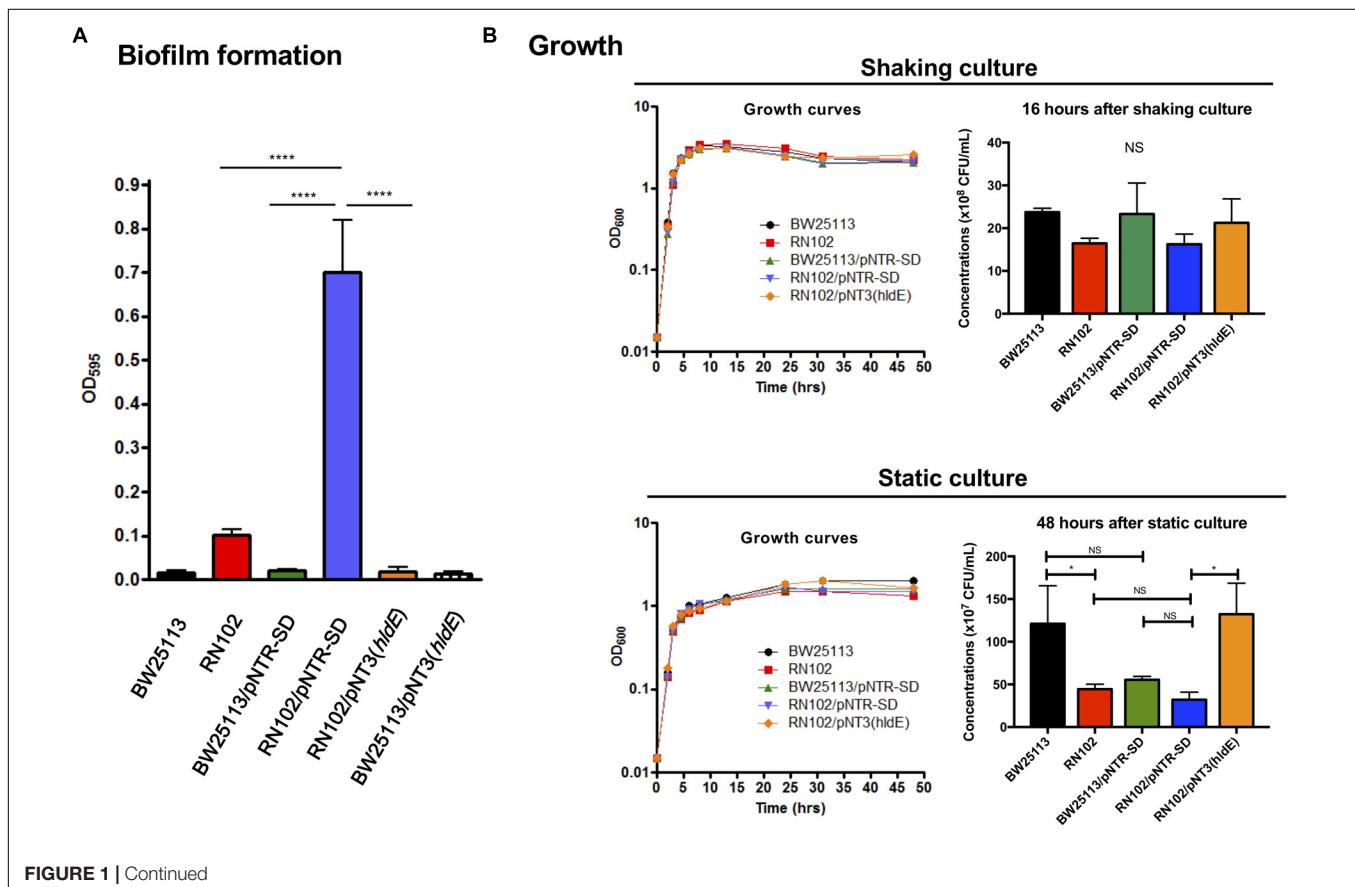 A
Biofilm formation
****
****
****
0.9
0.8
0.7
0.6
0.5
0.4
0.3
0.2
0.1
0.0
OD595
BW25113
RN102
BW25113/pNTR-SD
RN102/pNTR-SD
RN102/pNT3(hldE)
BW25113/pNT3(hldE)
B
Growth
Shaking culture
Growth curves
10
1
0.1
0.01
OD600
BW25113
RN102
BW25113/pNTR-SD
RN102/pNTR-SD
RN102/pNT3(hldE)
0 5 10 15 20 25 30 35 40 45 50
Time (hrs)
16 hours after shaking culture
NS
40
30
20
10
0
Concentrations (x10⁸ CFU/mL)
BW25113
RN102
BW25113/pNTR-SD
RN102/pNTR-SD
RN102/pNT3(hldE)
Static culture
Growth curves
10
1
0.1
0.01
OD600
BW25113
RN102
BW25113/pNTR-SD
RN102/pNTR-SD
RN102/pNT3(hldE)
0 5 10 15 20 25 30 35 40 45 50
Time (hrs)
48 hours after static culture
200
150
100
50
0
Concentrations (x10⁷ CFU/mL)
NS
*
*
NS
NS
BW25113
RN102
BW25113/pNTR-SD
RN102/pNTR-SD
RN102/pNT3(hldE)
FIGURE 1 | Continued